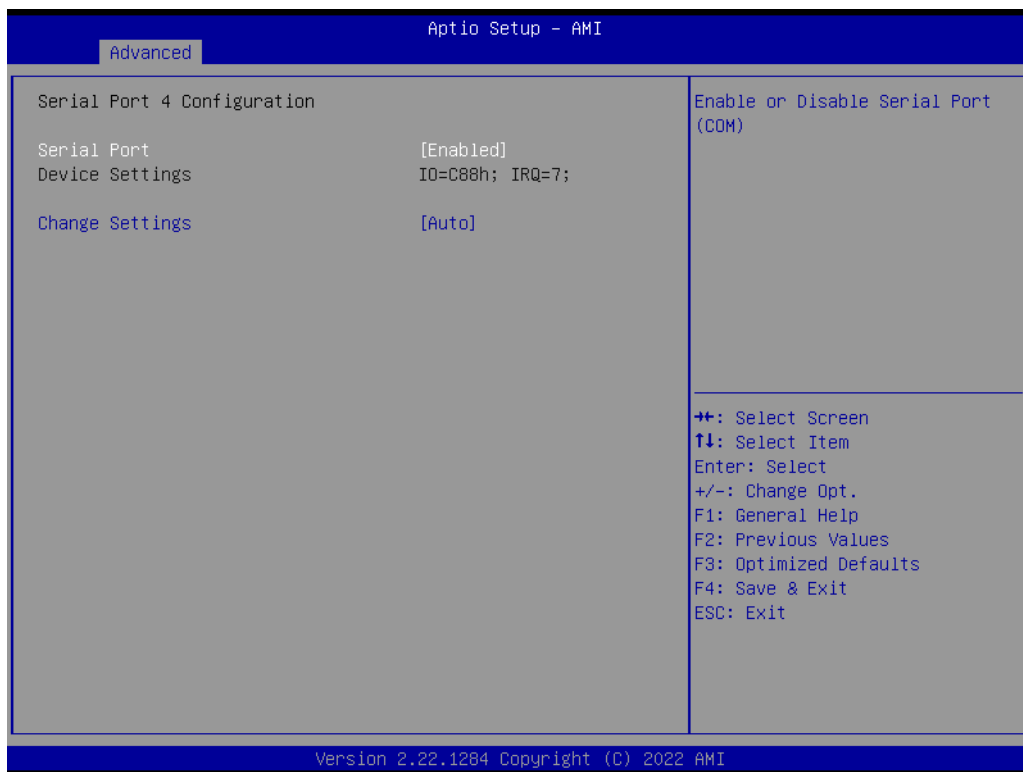 Aptio Setup – AMI
Advanced
Serial Port 4 Configuration
Serial Port [Enabled]
Device Settings IO=C88h; IRQ=7;
Change Settings [Auto]
Enable or Disable Serial Port
(COM)
→←: Select Screen
↑↓: Select Item
Enter: Select
+/-: Change Opt.
F1: General Help
F2: Previous Values
F3: Optimized Defaults
F4: Save & Exit
ESC: Exit
Version 2.22.1284 Copyright (C) 2022 AMI